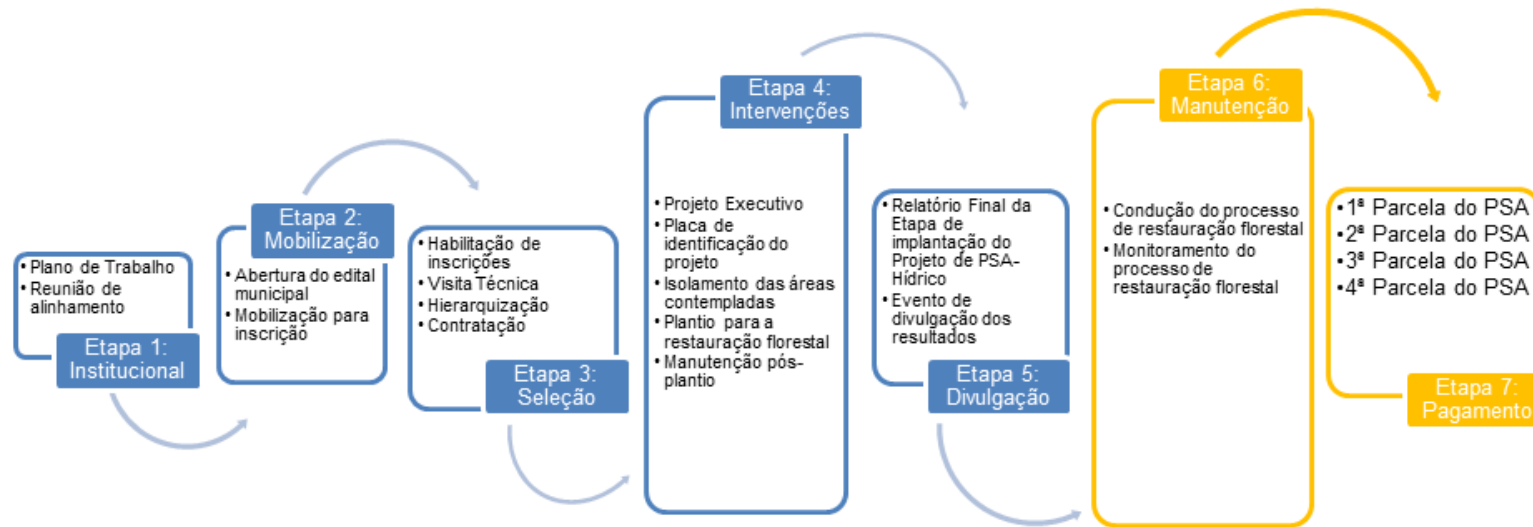 • Plano de Trabalho
• Reunião de
alinhamento
Etapa 1:
Institucional
Etapa 2:
Mobilização
• Abertura do edital
municipal
• Mobilização para
inscrição
• Habilitação de
inscrições
• Visita Técnica
• Hierarquização
• Contratação
Etapa 3:
Seleção
Etapa 4:
Intervenções
• Projeto Executivo
• Placa de
identificação do
projeto
• Isolamento das áreas
contempladas
• Plantio para a
restauração florestal
• Manutenção pós-
plantio
• Relatório Final da
Etapa de
implantação do
Projeto de PSA-
Hídrico
• Evento de
divulgação dos
resultados
Etapa 5:
Divulgação
Etapa 6:
Manutenção
• Condução do processo
de restauração florestal
• Monitoramento do
processo de
restauração florestal
•1ª Parcela do PSA
•2ª Parcela do PSA
•3ª Parcela do PSA
•4ª Parcela do PSA
Etapa 7:
Pagamento